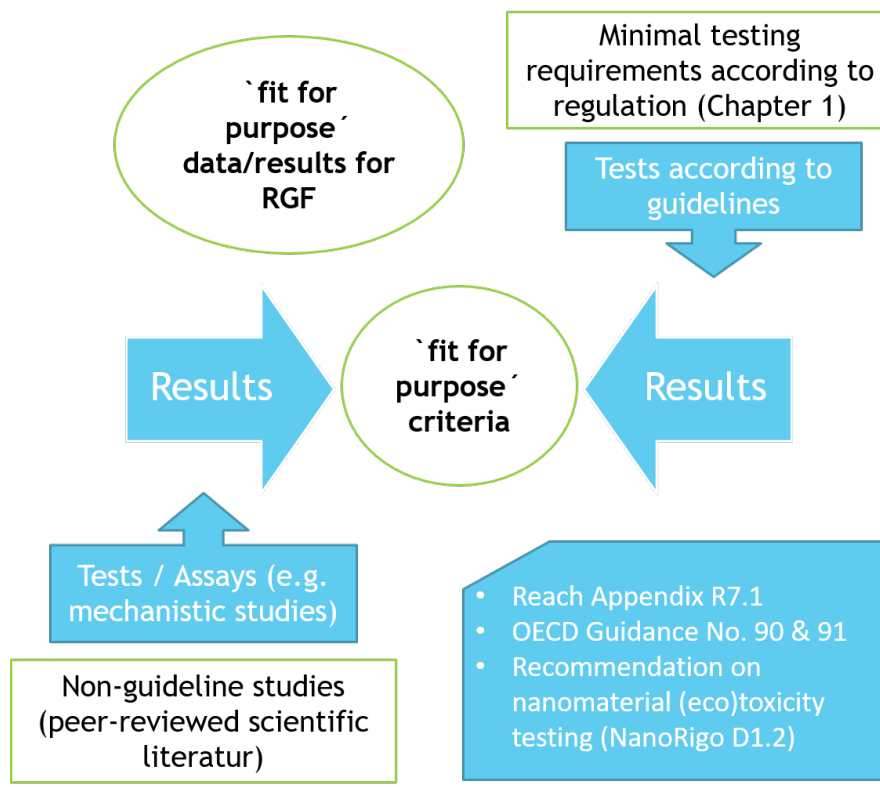 `fit for
purpose´
data/results for
RGF
Minimal testing
requirements according to
regulation (Chapter 1)
Tests according to
guidelines
Results
`fit for
purpose´
criteria
Results
Tests / Assays (e.g.
mechanistic studies)
Non-guideline studies
(peer-reviewed scientific
literatur)
• Reach Appendix R7.1
• OECD Guidance No. 90 & 91
• Recommendation on
nanomaterial (eco)toxicity
testing (NanoRigo D1.2)